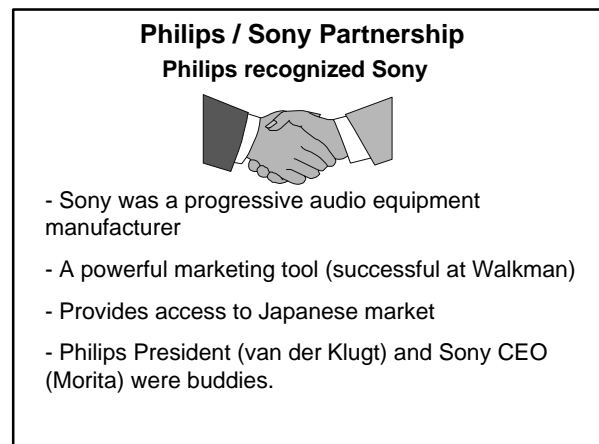 Philips / Sony Partnership
Philips recognized Sony
- Sony was a progressive audio equipment
manufacturer
- A powerful marketing tool (successful at Walkman)
- Provides access to Japanese market
- Philips President (van der Klugt) and Sony CEO
(Morita) were buddies.